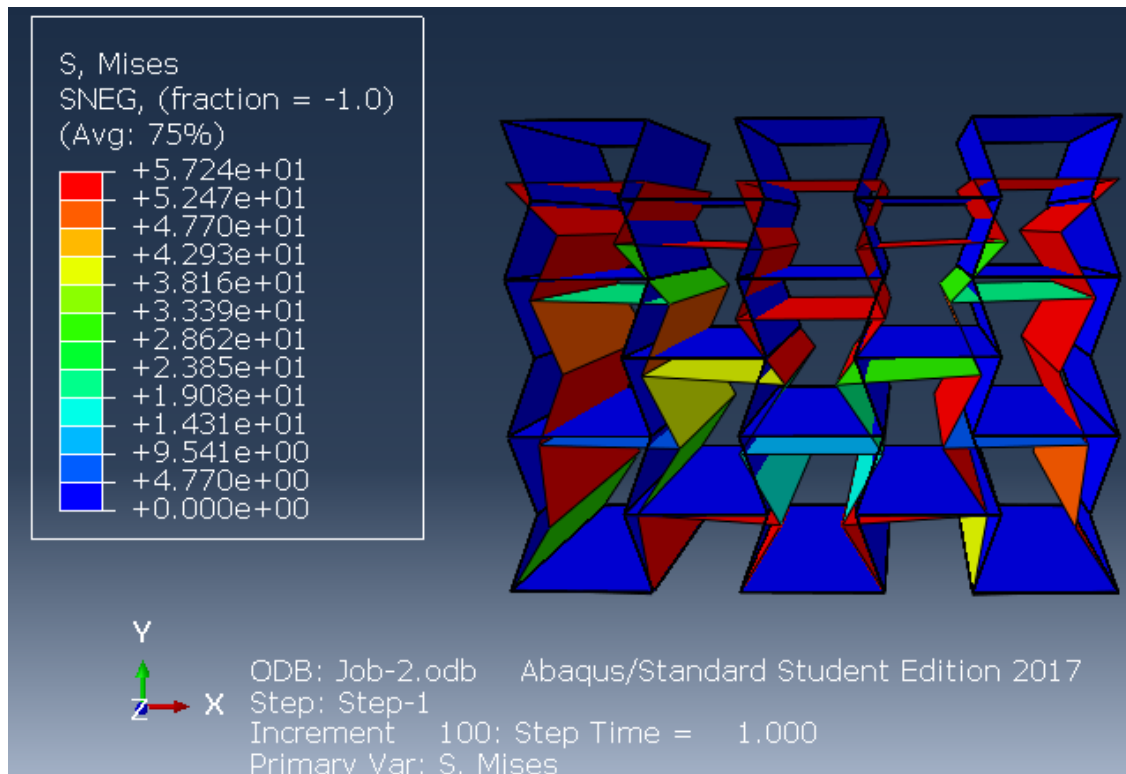 S, Mises
SNEG, (fraction = -1.0)
(Avg: 75%)
+5.724e+01
+5.247e+01
+4.770e+01
+4.293e+01
+3.816e+01
+3.339e+01
+2.862e+01
+2.385e+01
+1.908e+01
+1.431e+01
+9.541e+00
+4.770e+00
+0.000e+00
Y
Z X
ODB: Job-2.odb Abaqus/Standard Student Edition 2017
Step: Step-1
Increment 100: Step Time = 1.000
Primary Var: S, Mises